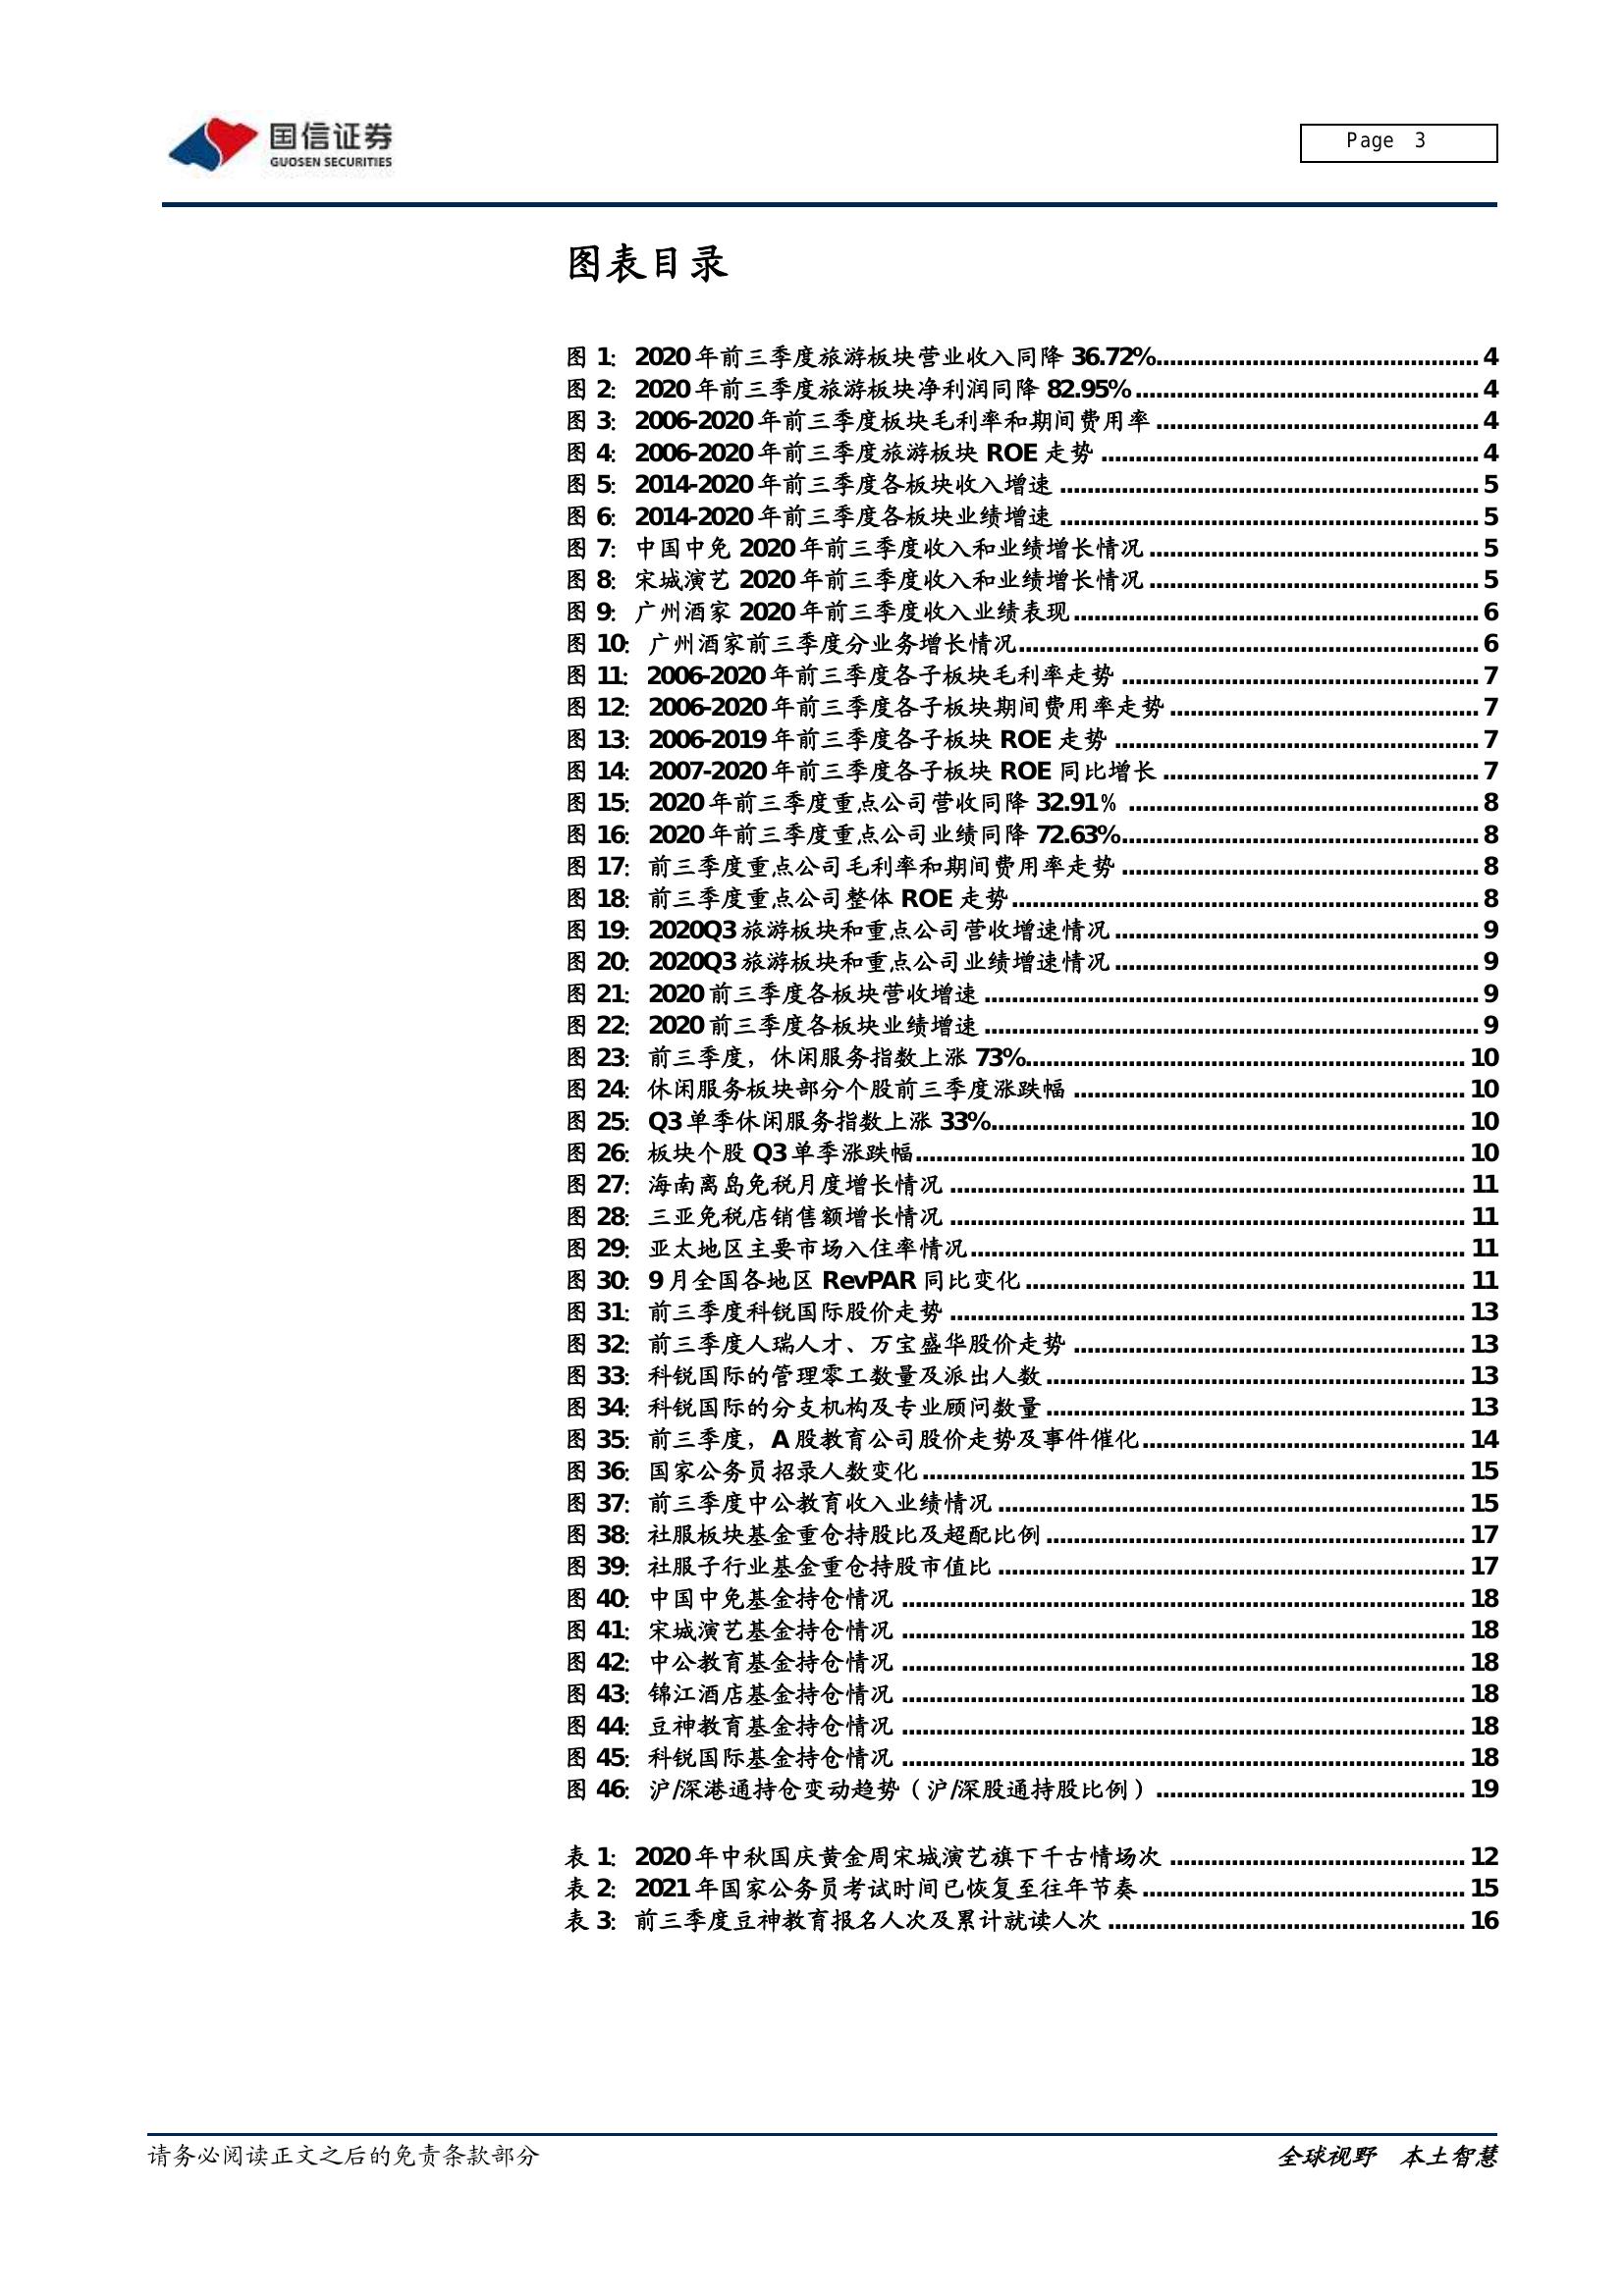 国信证券
GUOSEN SECURITIES
Page 3
图表目录
图 1: 2020 年前三季度旅游板块营业收入同降 36.72%.....4
图 2: 2020 年前三季度旅游板块净利润同降 82.95%.....4
图 3: 2006-2020 年前三季度板块毛利率和期间费用率.....4
图 4: 2006-2020 年前三季度旅游板块 ROE 走势.....4
图 5: 2014-2020 年前三季度各板块收入增速.....5
图 6: 2014-2020 年前三季度各板块业绩增速.....5
图 7: 中国中免 2020 年前三季度收入和业绩增长情况.....5
图 8: 宋城演艺 2020 年前三季度收入和业绩增长情况.....5
图 9: 广州酒家 2020 年前三季度收入业绩表现.....6
图 10: 广州酒家前三季度分业务增长情况.....6
图 11: 2006-2020 年前三季度各子板块毛利率走势.....7
图 12: 2006-2020 年前三季度各子板块期间费用率走势.....7
图 13: 2006-2019 年前三季度各子板块 ROE 走势.....7
图 14: 2007-2020 年前三季度各子板块 ROE 同比增长.....7
图 15: 2020 年前三季度重点公司营收同降 32.91%.....8
图 16: 2020 年前三季度重点公司业绩同降 72.63%.....8
图 17: 前三季度重点公司毛利率和期间费用率走势.....8
图 18: 前三季度重点公司整体 ROE 走势.....8
图 19: 2020Q3 旅游板块和重点公司营收增速情况.....9
图 20: 2020Q3 旅游板块和重点公司业绩增速情况.....9
图 21: 2020 前三季度各板块营收增速.....9
图 22: 2020 前三季度各板块业绩增速.....9
图 23: 前三季度，休闲服务指数上涨 73%.....10
图 24: 休闲服务板块部分个股前三季度涨跌幅.....10
图 25: Q3 单季休闲服务指数上涨 33%.....10
图 26: 板块个股 Q3 单季涨跌幅.....10
图 27: 海南离岛免税月度增长情况.....11
图 28: 三亚免税店销售额增长情况.....11
图 29: 亚太地区主要市场入住率情况.....11
图 30: 9 月全国各地区 RevPAR 同比变化.....11
图 31: 前三季度科锐国际股价走势.....13
图 32: 前三季度人瑞人才、万宝盛华股价走势.....13
图 33: 科锐国际的管理零工数量及派出人数.....13
图 34: 科锐国际的分支机构及专业顾问数量.....13
图 35: 前三季度，A 股教育公司股价走势及事件催化.....14
图 36: 国家公务员招录人数变化.....15
图 37: 前三季度中公教育收入业绩情况.....15
图 38: 社服板块基金重仓持股比及超配比例.....17
图 39: 社服子行业基金重仓持股市值比.....17
图 40: 中国中免基金持仓情况.....18
图 41: 宋城演艺基金持仓情况.....18
图 42: 中公教育基金持仓情况.....18
图 43: 锦江酒店基金持仓情况.....18
图 44: 豆神教育基金持仓情况.....18
图 45: 科锐国际基金持仓情况.....18
图 46: 沪/深港通持仓变动趋势（沪/深股通持股比例）.....19
表 1: 2020 年中秋国庆黄金周宋城演艺旗下千古情场次.....12
表 2: 2021 年国家公务员考试时间已恢复至往年节奏.....15
表 3: 前三季度豆神教育报名人次及累计就读人次.....16
请务必阅读正文之后的免责条款部分
全球视野 本土智慧